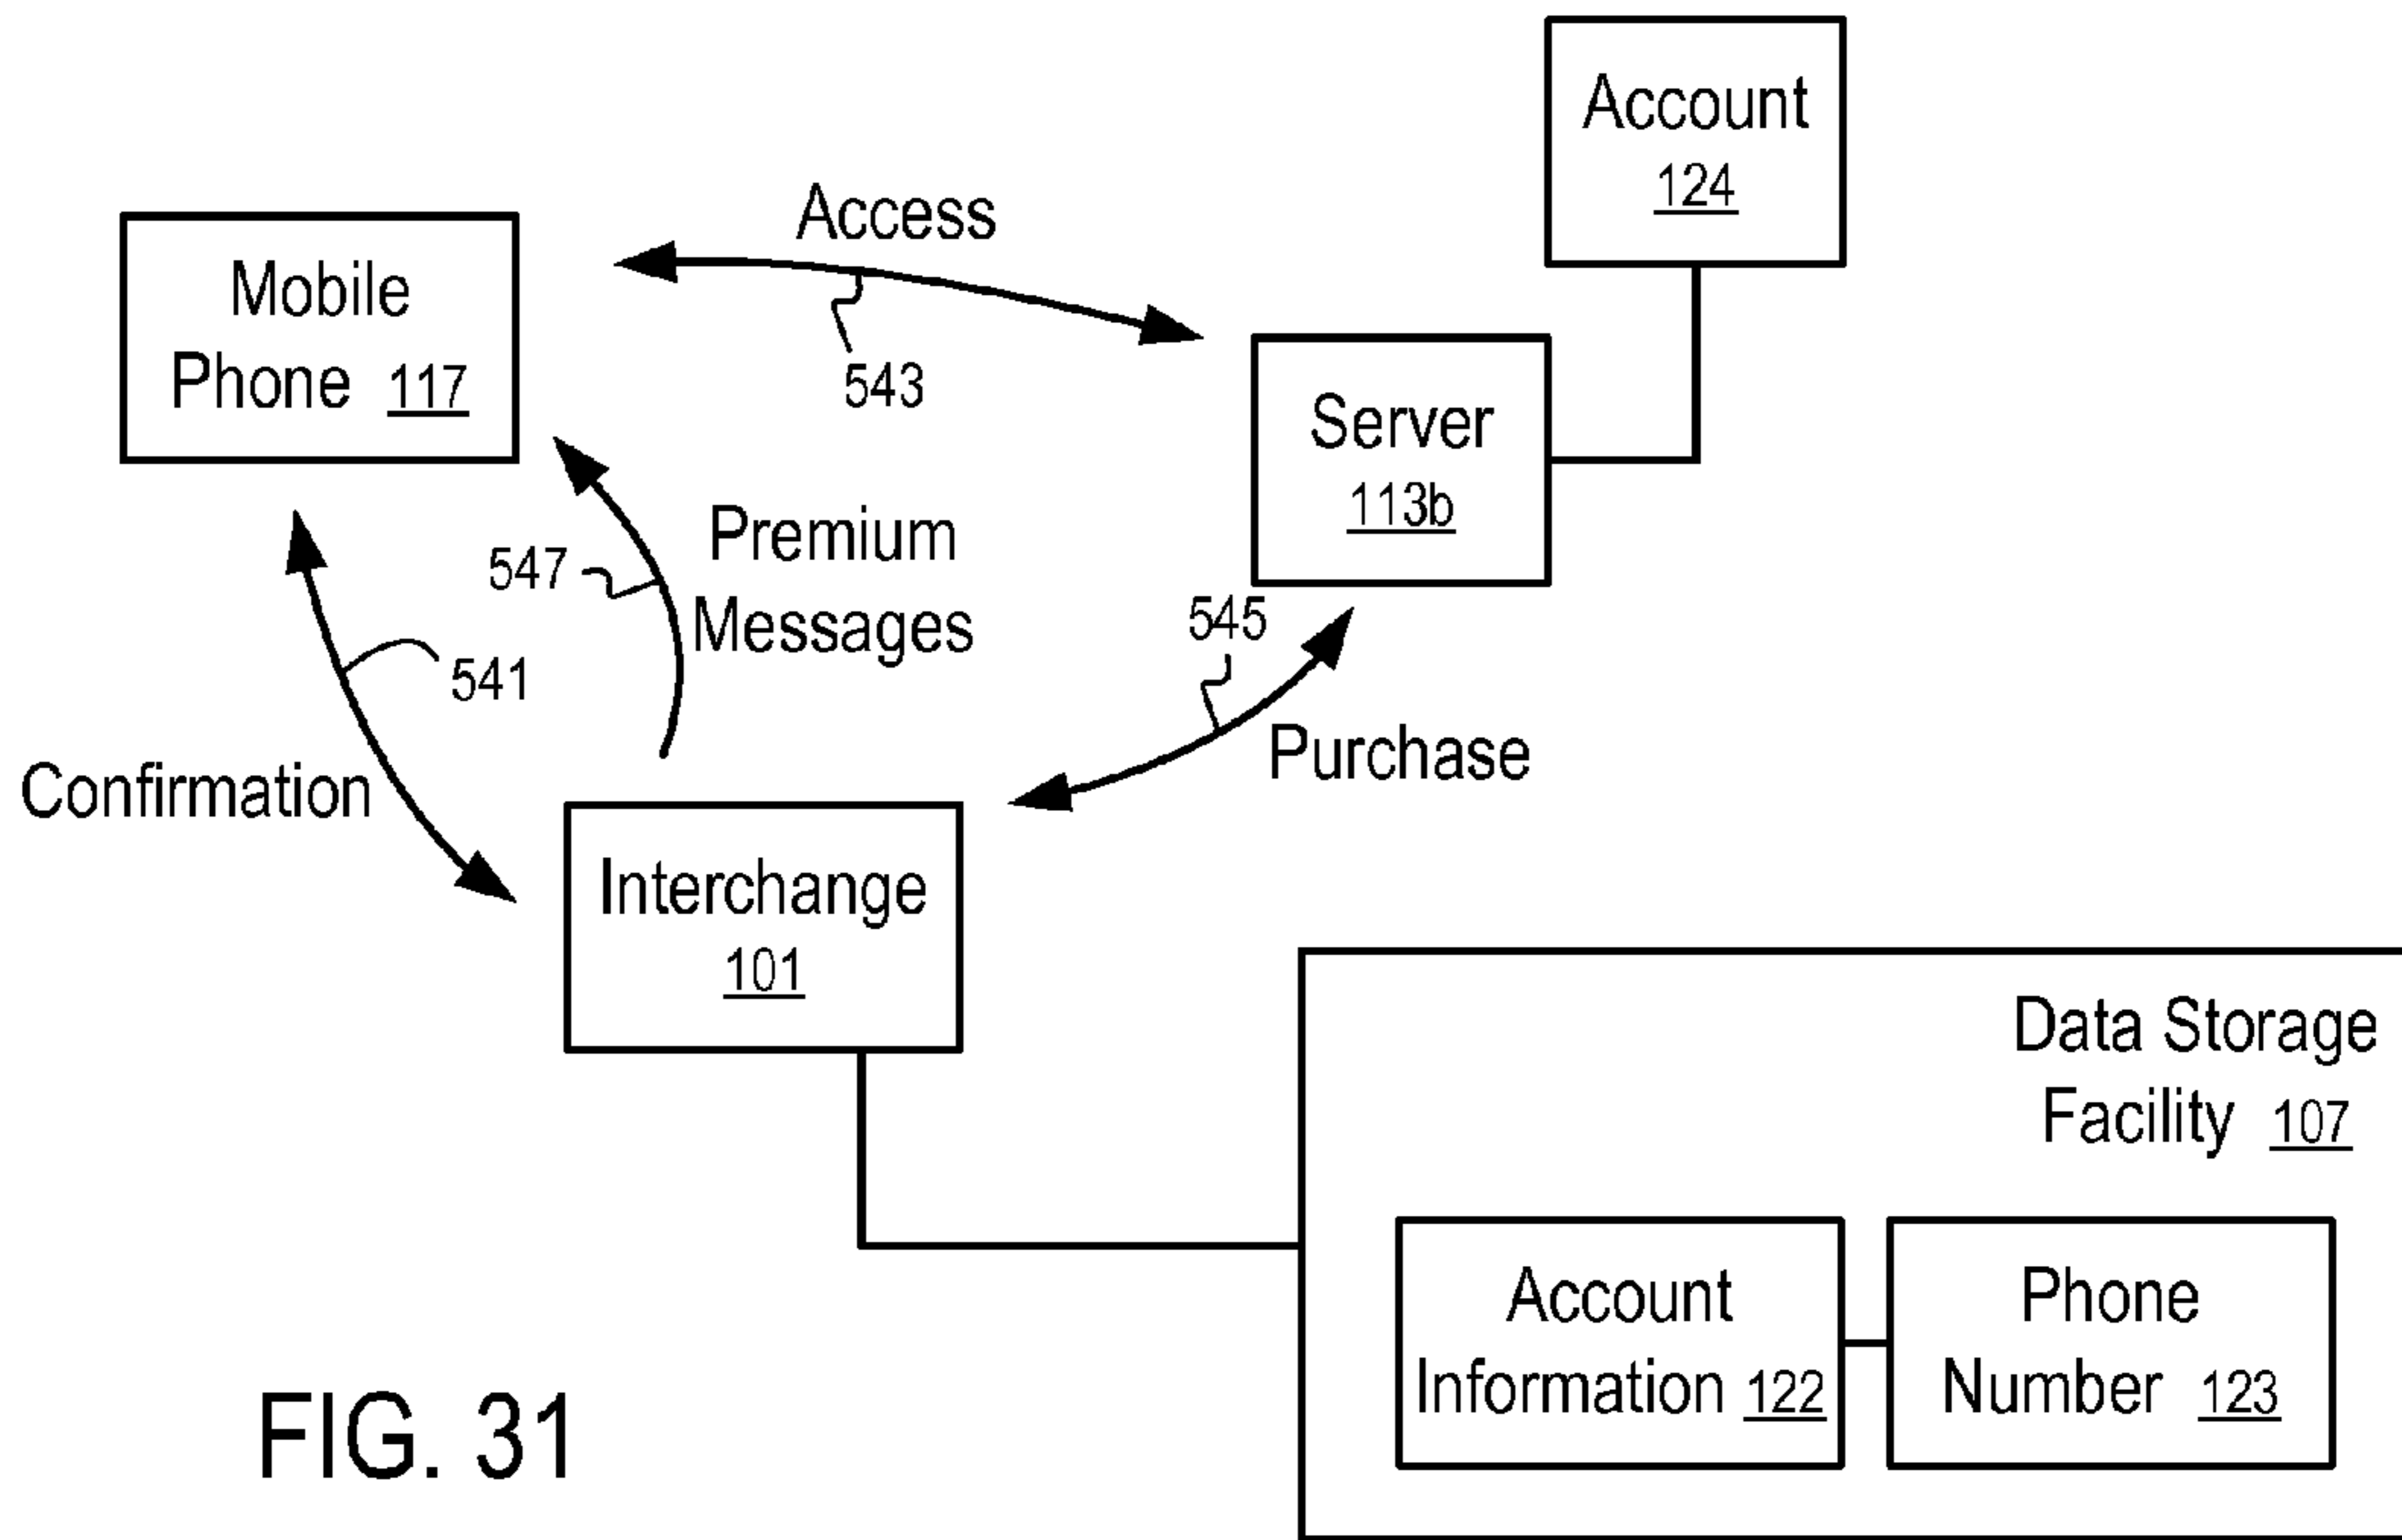 Account
124
Access
Mobile
Phone 117
543
Server
113b
Premium
Messages
547
545
541
Purchase
Confirmation
Interchange
101
Data Storage
Facility 107
Account
Information 122
Phone
Number 123
FIG. 31